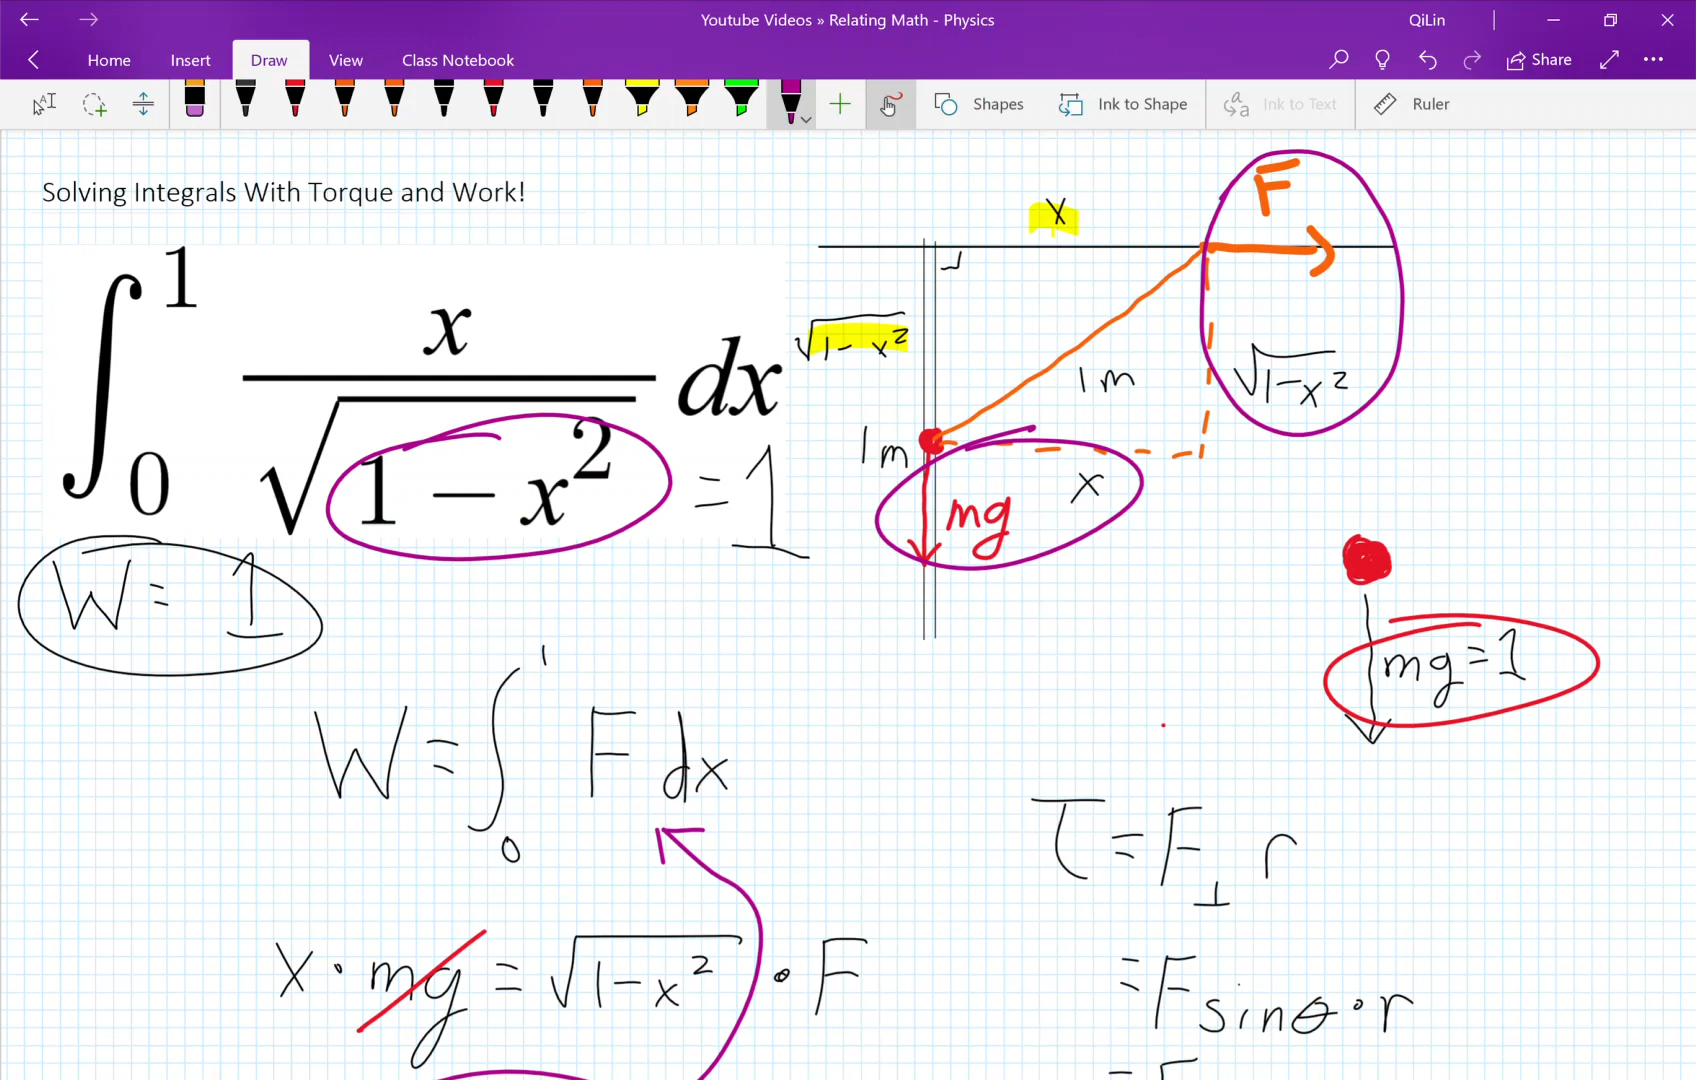 Youtube Videos » Relating Math - Physics
QiLin
Home Insert Draw View Class Notebook
Share
Shapes Ink to Shape Ink to Text Ruler
Solving Integrals With Torque and Work!
∫₀¹ x/√(1 − x²) dx = 1
x
F
√(1-x²)
1m
√(1-x²)
1m
mg
x
W = 1
mg = 1
W = ∫₀¹ F dx
τ = F⊥ r
x · mg = √(1-x²) · F
= F sinθ · r
= F